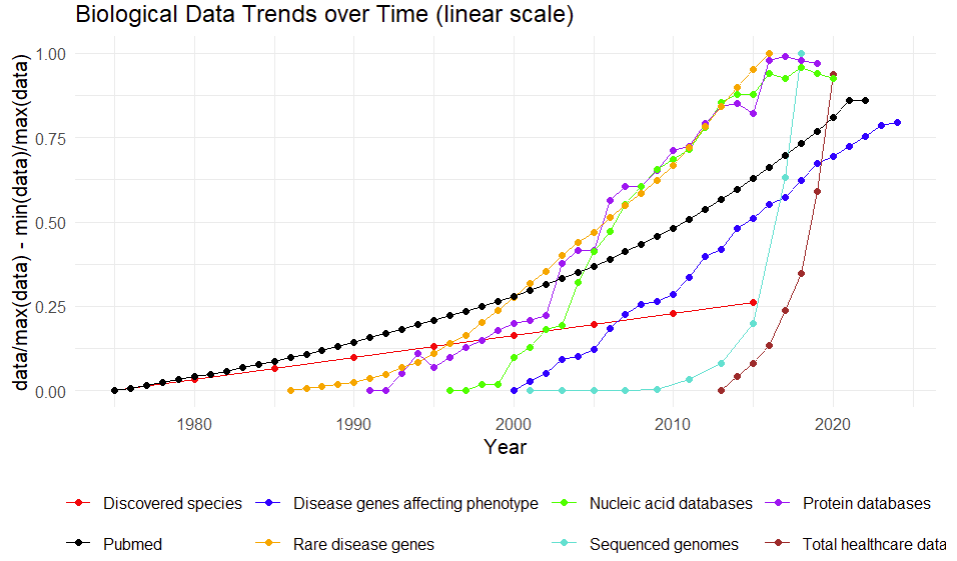 Biological Data Trends over Time (linear scale)
data/max(data) - min(data)/max(data)
1.00
0.75
0.50
0.25
0.00
1980 1990 2000 2010 2020
Year
Discovered species Disease genes affecting phenotype Nucleic acid databases Protein databases
Pubmed Rare disease genes Sequenced genomes Total healthcare data